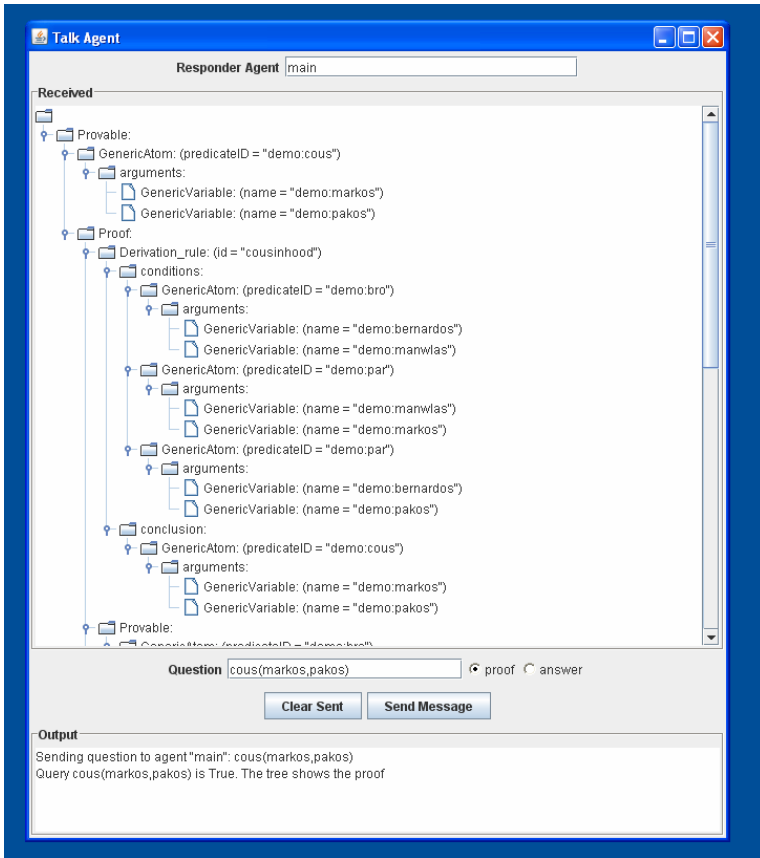 Talk Agent
Responder Agent main
Received
Provable:
GenericAtom: (predicateID = "demo:cous")
arguments:
GenericVariable: (name = "demo:markos")
GenericVariable: (name = "demo:pakos")
Proof:
Derivation_rule: (id = "cousinhood")
conditions:
GenericAtom: (predicateID = "demo:bro")
arguments:
GenericVariable: (name = "demo:bernardos")
GenericVariable: (name = "demo:manwlas")
GenericAtom: (predicateID = "demo:par")
arguments:
GenericVariable: (name = "demo:manwlas")
GenericVariable: (name = "demo:markos")
GenericAtom: (predicateID = "demo:par")
arguments:
GenericVariable: (name = "demo:bernardos")
GenericVariable: (name = "demo:pakos")
conclusion:
GenericAtom: (predicateID = "demo:cous")
arguments:
GenericVariable: (name = "demo:markos")
GenericVariable: (name = "demo:pakos")
Provable:
GenericAtom: (predicateID = "demo:bro")
Question cous(markos,pakos) proof answer
Clear Sent Send Message
Output
Sending question to agent "main": cous(markos,pakos)
Query cous(markos,pakos) is True. The tree shows the proof